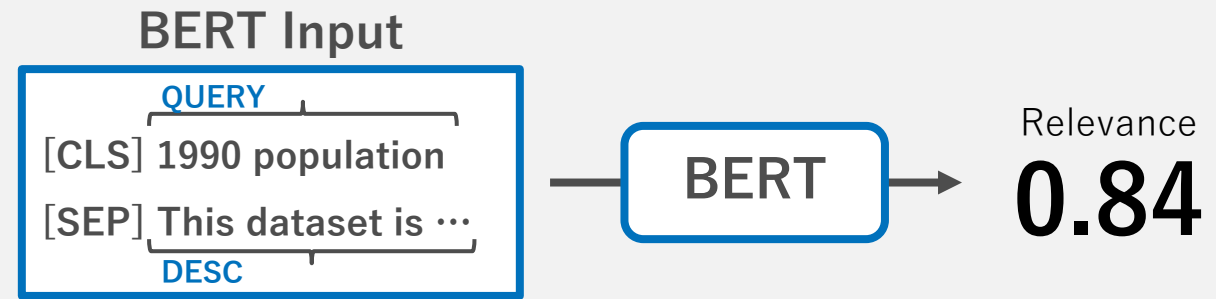 BERT Input
QUERY
[CLS] 1990 population
[SEP] This dataset is …
DESC
BERT
Relevance
0.84